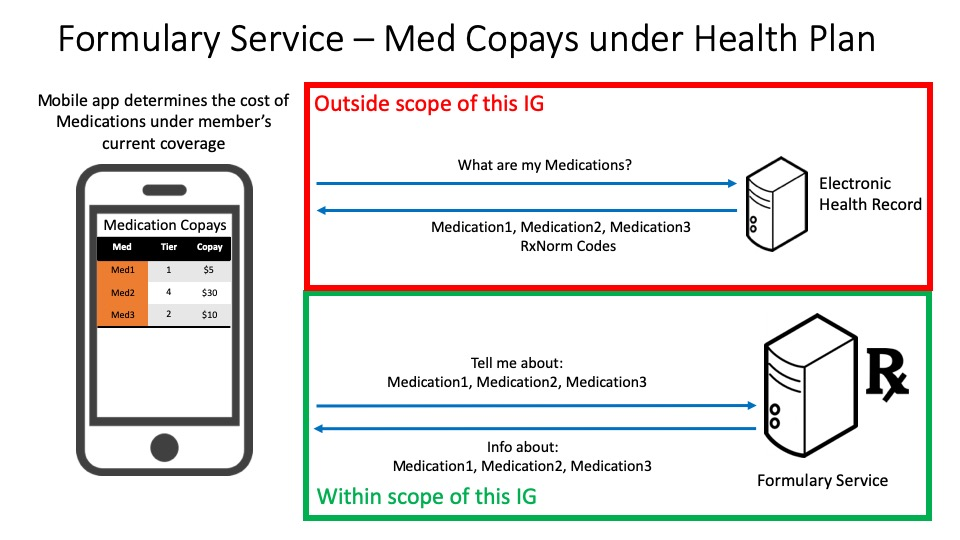 Formulary Service – Med Copays under Health Plan
Mobile app determines the cost of
Medications under member's
current coverage
Medication Copays
Med Tier Copay
Med1 1 $5
Med2 4 $30
Med3 2 $10
Outside scope of this IG
What are my Medications?
Medication1, Medication2, Medication3
RxNorm Codes
Electronic
Health Record
Tell me about:
Medication1, Medication2, Medication3
Info about:
Medication1, Medication2, Medication3
Rx
Formulary Service
Within scope of this IG